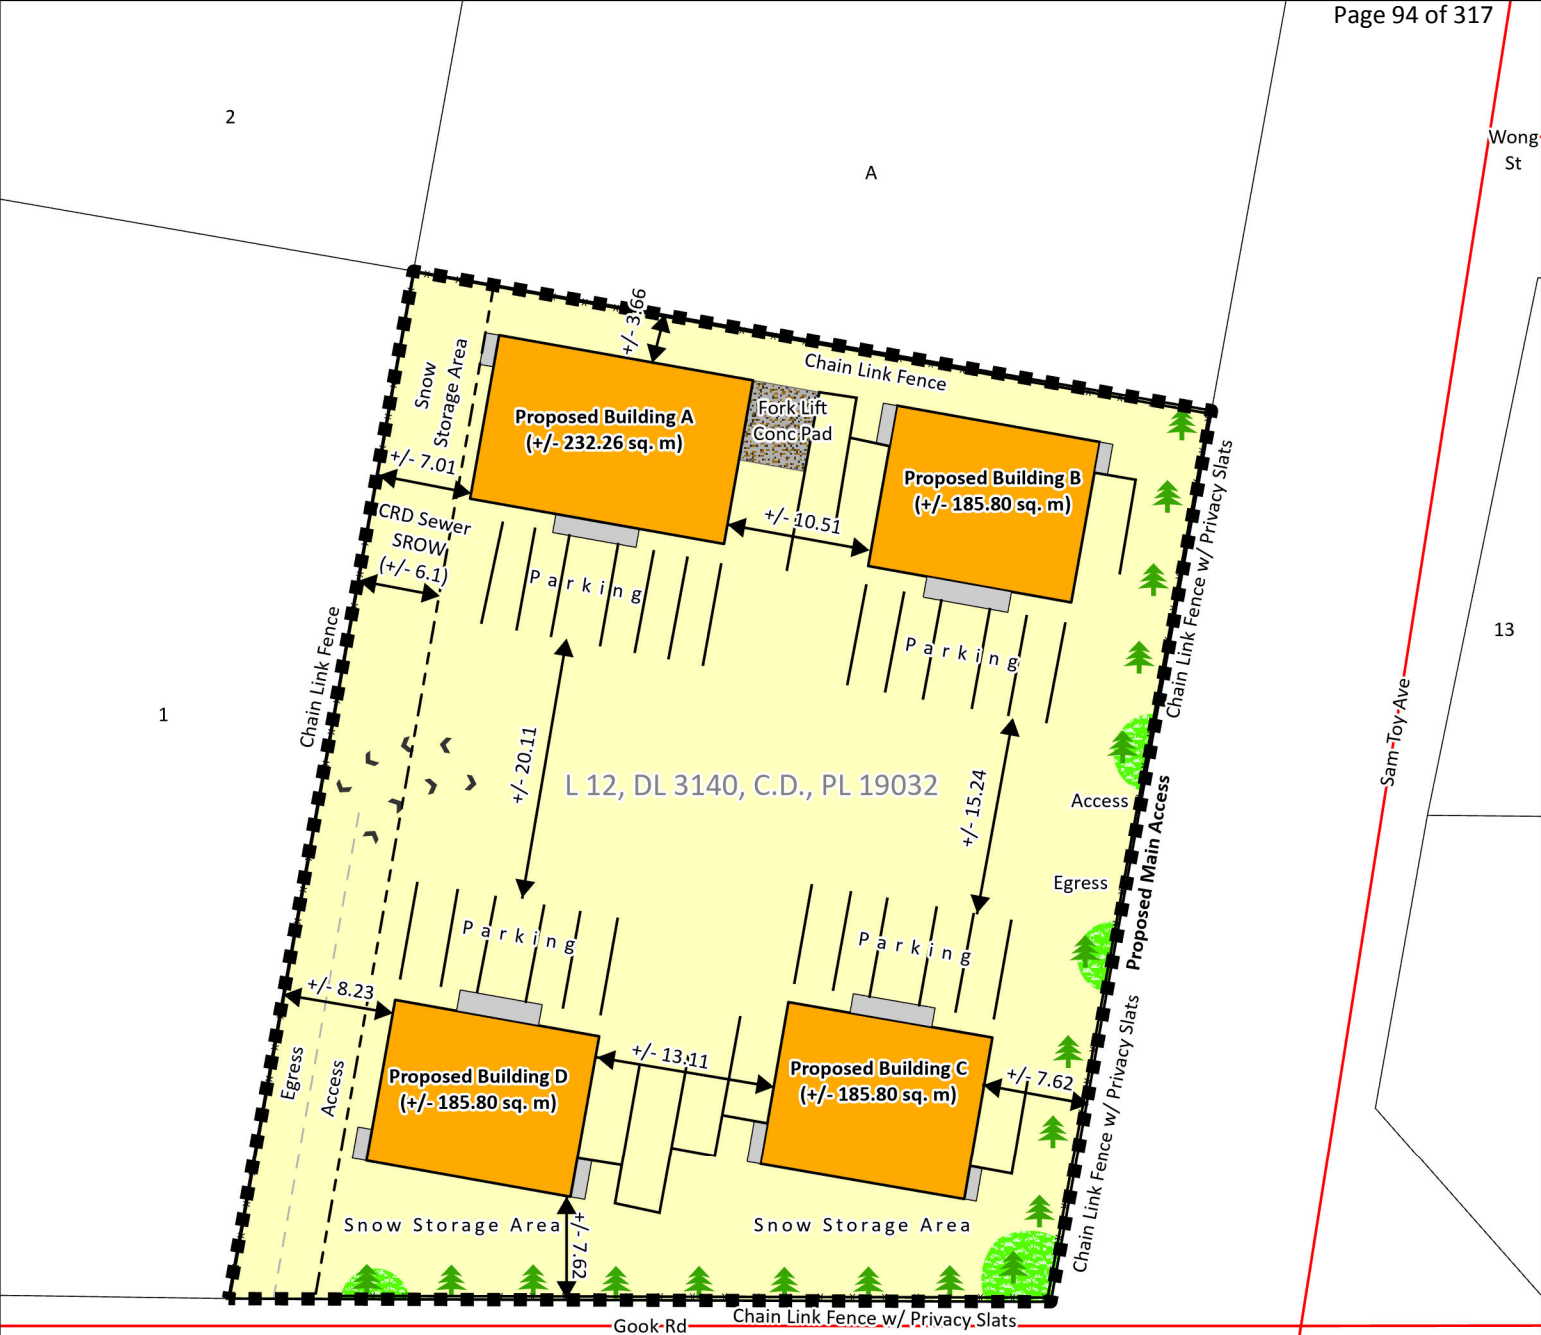 Page 94 of 317
2
Wong
St
A
+/- 3.66
Snow
Storage Area
Chain Link Fence
Fork Lift
Conc Pad
Proposed Building A
(+/- 232.26 sq. m)
+/- 7.01
Proposed Building B
(+/- 185.80 sq. m)
Chain Link Fence w/ Privacy Slats
CRD Sewer
SROW
(+/- 6.1)
+/- 10.51
Parking
Parking
13
Chain Link Fence
1
Sam-Toy-Ave
+/- 20.11
L 12, DL 3140, C.D., PL 19032
+/- 15.24
Access
Egress
Proposed Main Access
Parking
Parking
+/- 8.23
+/- 13.11
+/- 7.62
Egress
Access
Proposed Building D
(+/- 185.80 sq. m)
Proposed Building C
(+/- 185.80 sq. m)
Chain Link Fence w/ Privacy Slats
Snow Storage Area
+/- 7.62
Snow Storage Area
Chain Link Fence w/ Privacy Slats
Gook Rd